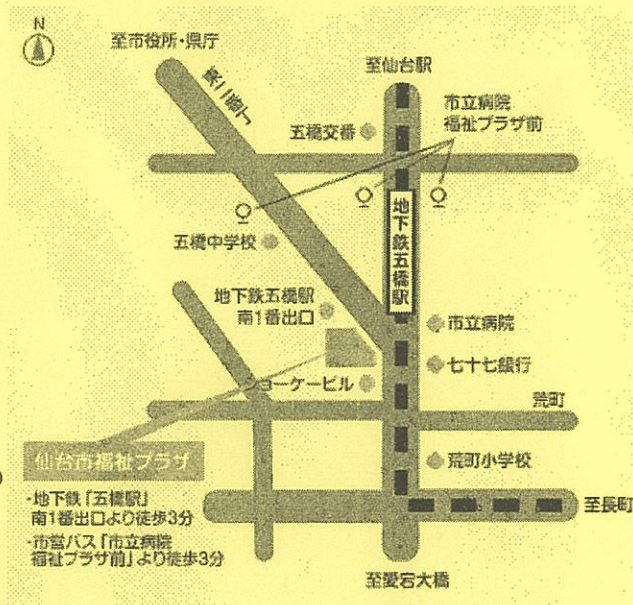 N
至市役所・県庁
東二番丁
至仙台駅
市立病院
福祉プラザ前
五橋交番
地下鉄五橋駅
五橋中学校
地下鉄五橋駅
南1番出口
市立病院
七十七銀行
ショーケービル
荒町
仙台市福祉プラザ
荒町小学校
・地下鉄「五橋駅」
南1番出口より徒歩3分
・市営バス「市立病院
福祉プラザ前」より徒歩3分
至長町
至愛宕大橋